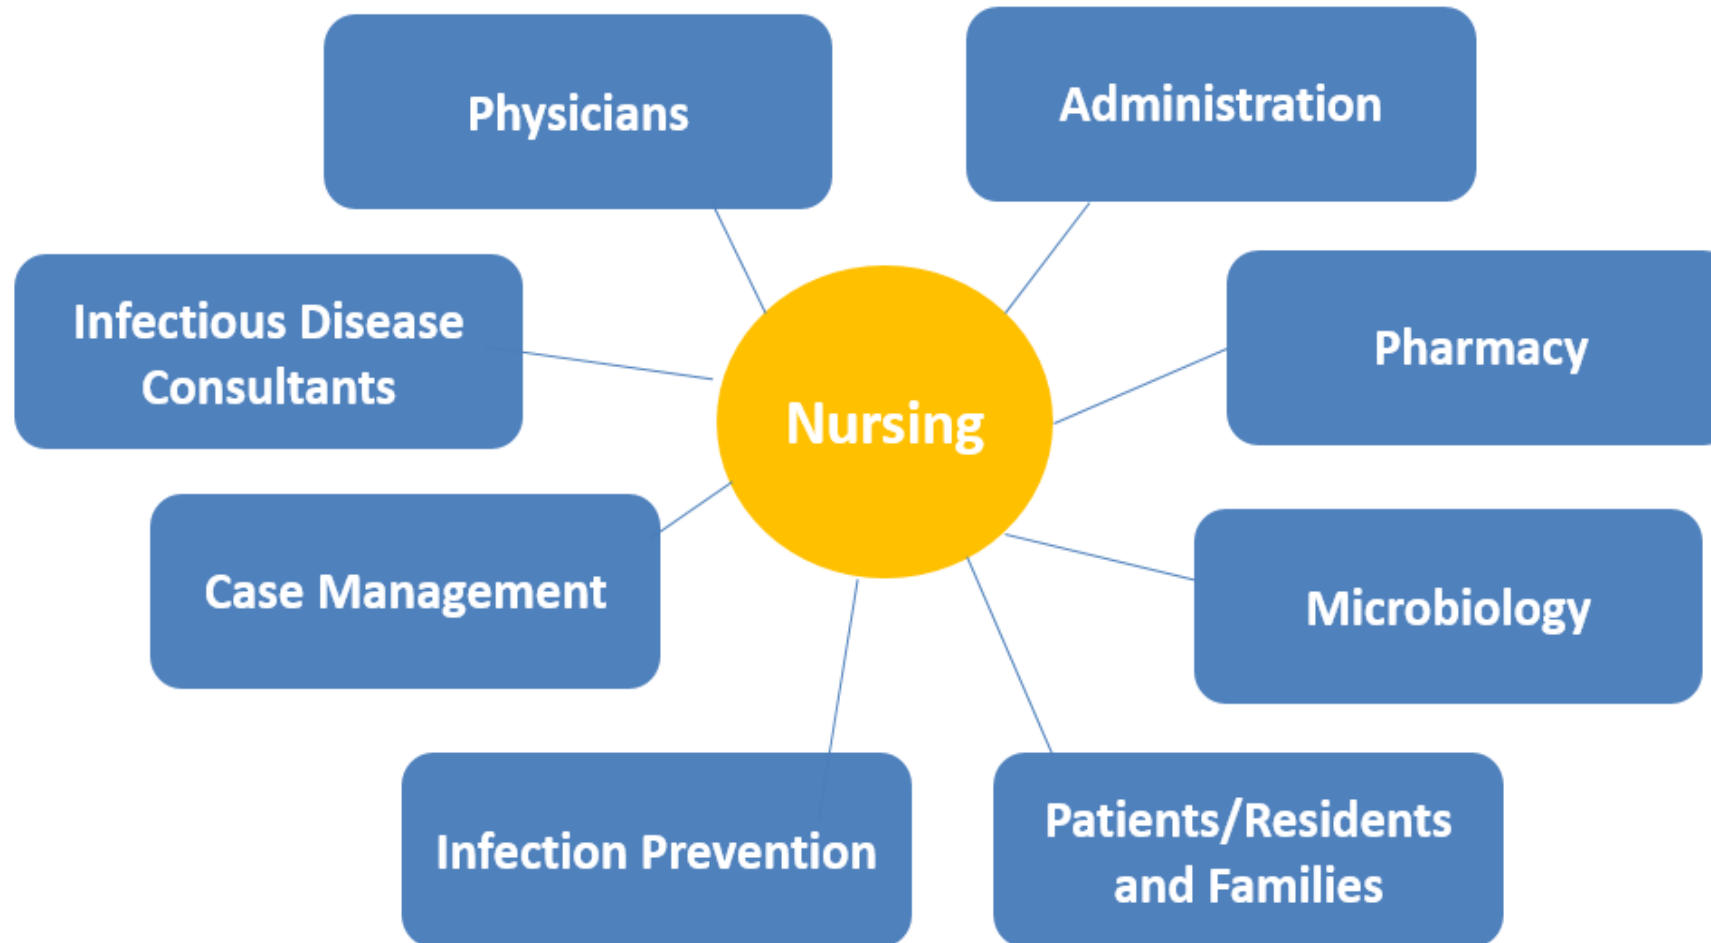 Physicians
Administration
Infectious Disease
Consultants
Pharmacy
Nursing
Case Management
Microbiology
Infection Prevention
Patients/Residents
and Families